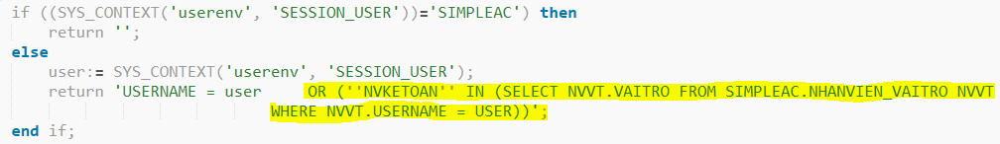 if ((SYS_CONTEXT('userenv', 'SESSION_USER'))='SIMPLEAC') then
return '';
else
user:= SYS_CONTEXT('userenv', 'SESSION_USER');
return 'USERNAME = user OR (''NVKETOAN'' IN (SELECT NVVT.VAITRO FROM SIMPLEAC.NHANVIEN_VAITRO NVVT
WHERE NVVT.USERNAME = USER))';
end if;